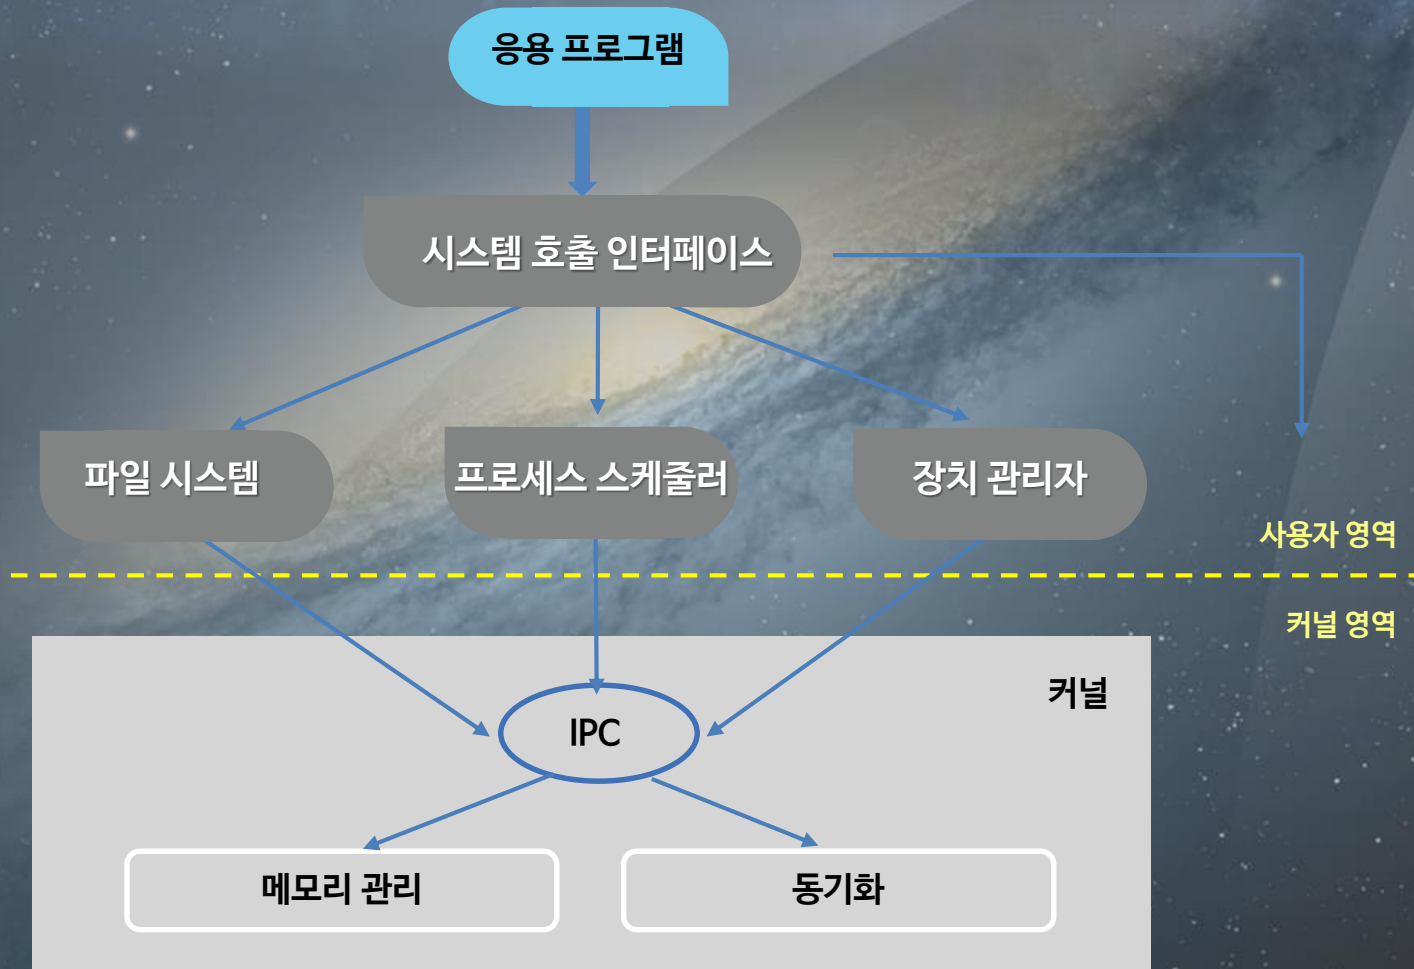 응용 프로그램
시스템 호출 인터페이스
파일 시스템
프로세스 스케줄러
장치 관리자
사용자 영역
커널 영역
커널
IPC
메모리 관리
동기화